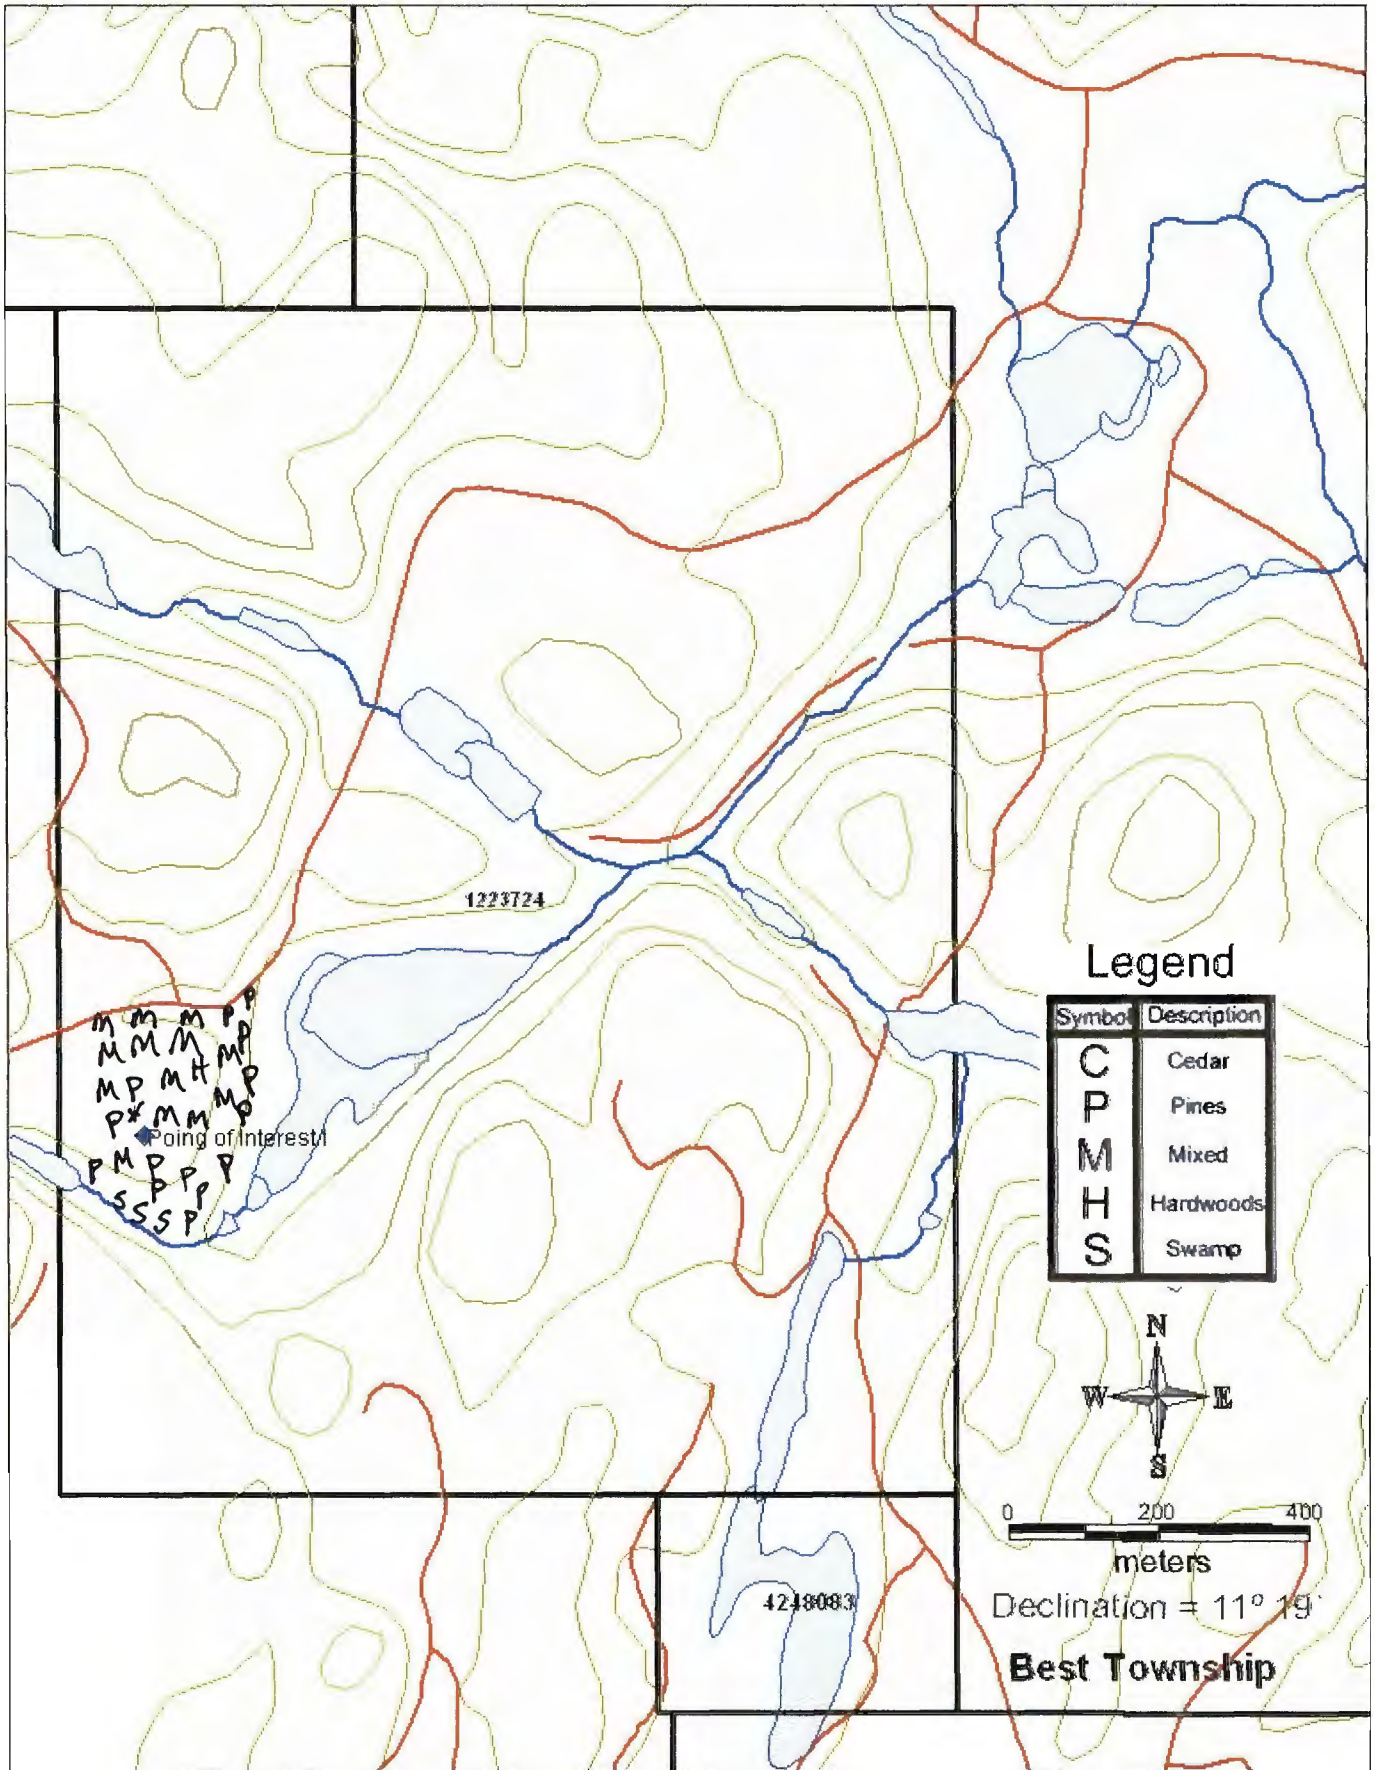 1223724
M M M P P
M M M M P
M P M H M P
P * M M P
Poing of Interest 1
P M P P P
P P
S S S P
Legend
Symbol Description
C Cedar
P Pines
M Mixed
H Hardwoods
S Swamp
N
W E
S
0 200 400
meters
4248083
Declination = 11° 19'
Best Township